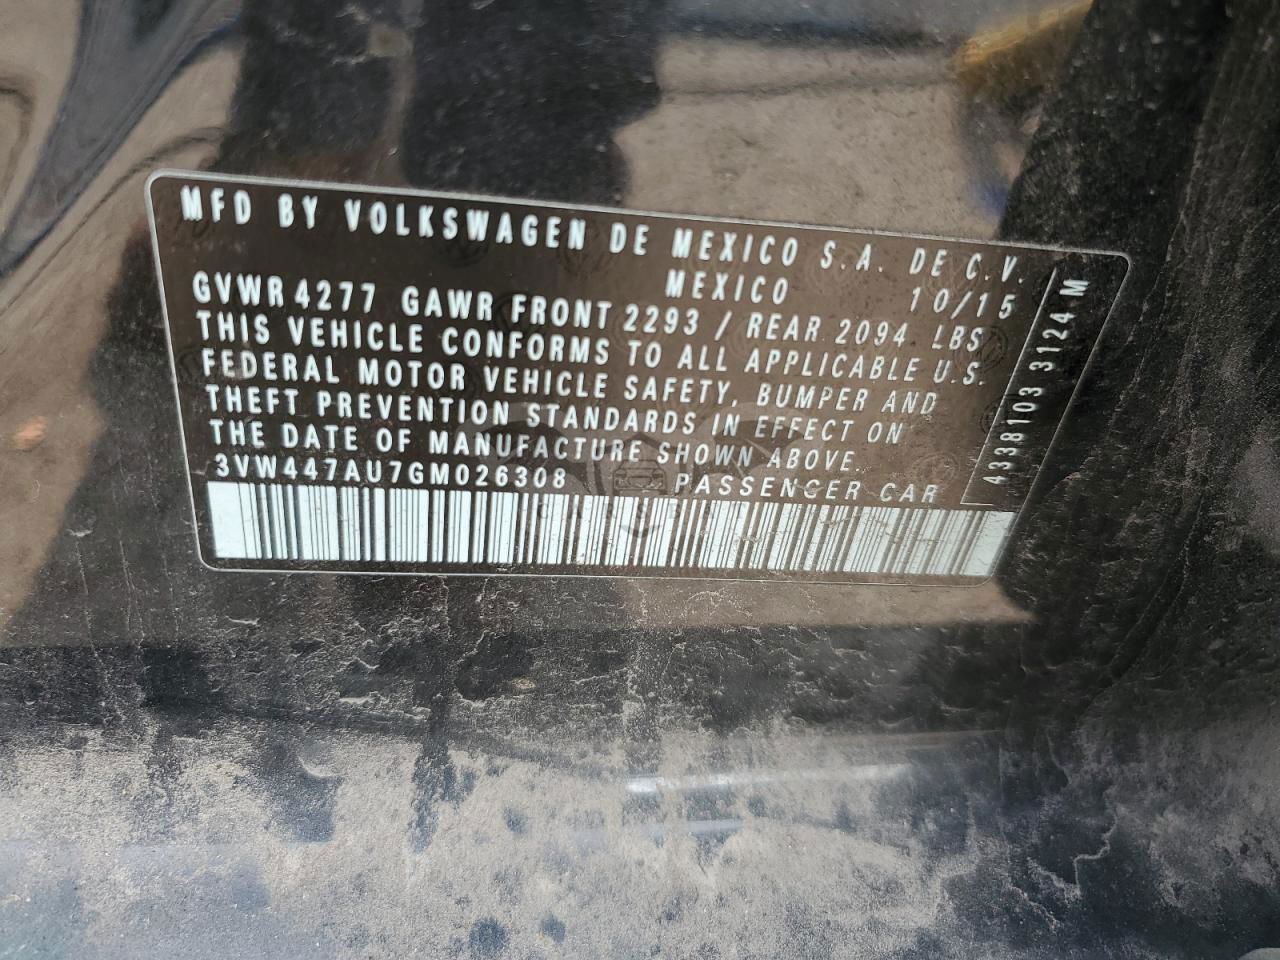 MFD BY VOLKSWAGEN DE MEXICO S.A. DE C.V.
MEXICO 10/15
GVWR 4277 GAWR FRONT 2293 / REAR 2094 LBS
THIS VEHICLE CONFORMS TO ALL APPLICABLE U.S.
FEDERAL MOTOR VEHICLE SAFETY, BUMPER AND
THEFT PREVENTION STANDARDS IN EFFECT ON
THE DATE OF MANUFACTURE SHOWN ABOVE.
3VW447AU7GM026308 PASSENGER CAR
4338103 3124 M